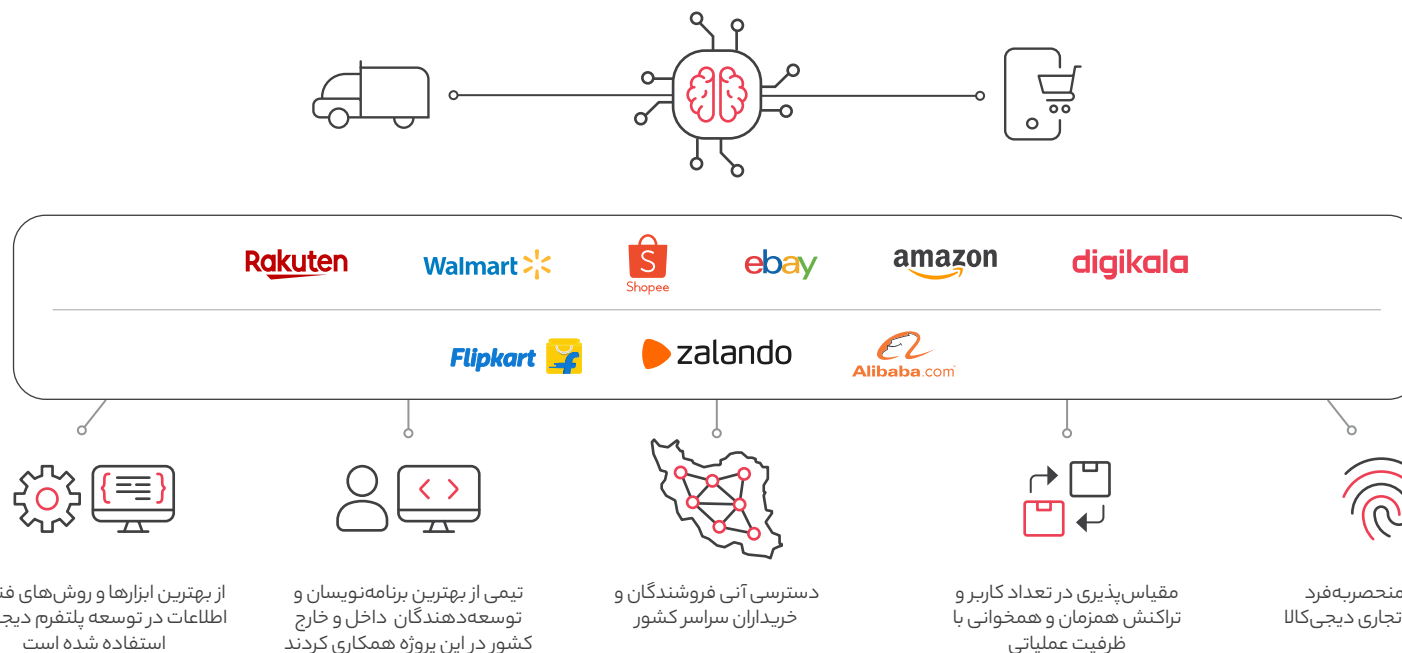 digikala
amazon
ebay
Shopee
Walmart
Rakuten
Alibaba.com
zalando
Flipkart
منحصربه‌فرد
تجاری دیجی‌کالا
مقیاس‌پذیری در تعداد کاربر و
تراکنش همزمان و همخوانی با
ظرفیت عملیاتی
دسترسی آنی فروشندگان و
خریداران سراسر کشور
تیمی از بهترین برنامه‌نویسان و
توسعه‌دهندگان داخل و خارج
کشور در این پروژه همکاری کردند
از بهترین ابزارها و روش‌های
اطلاعات در توسعه پلتفرم
استفاده شده است